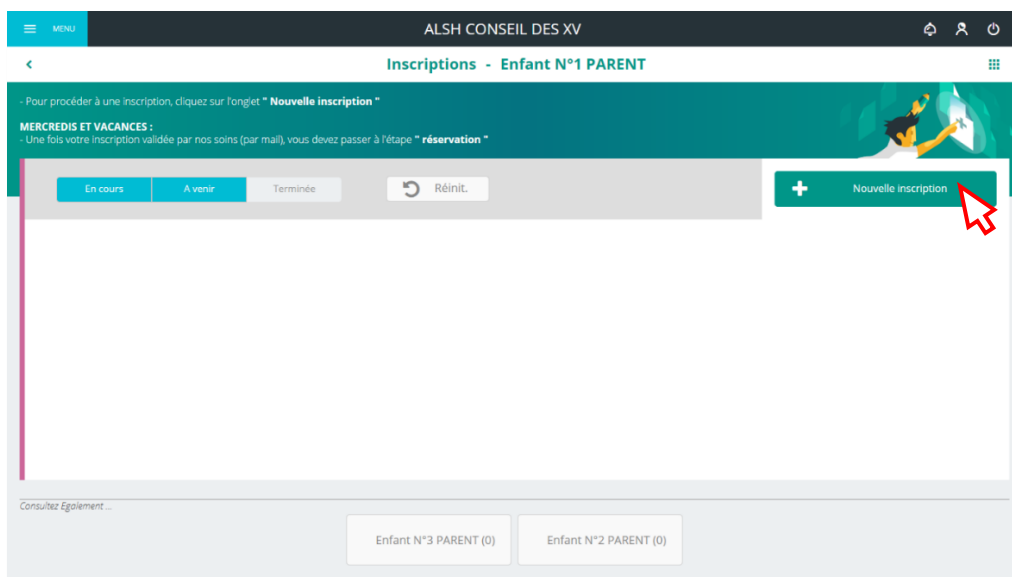 MENU
ALSH CONSEIL DES XV
Inscriptions - Enfant N°1 PARENT
- Pour procéder à une inscription, cliquez sur l'onglet " Nouvelle inscription "
MERCREDIS ET VACANCES :
- Une fois votre inscription validée par nos soins (par mail), vous devez passer à l'étape " réservation "
En cours
A venir
Terminée
Réinit.
Nouvelle inscription
Consultez Egalement ...
Enfant N°3 PARENT (0)
Enfant N°2 PARENT (0)